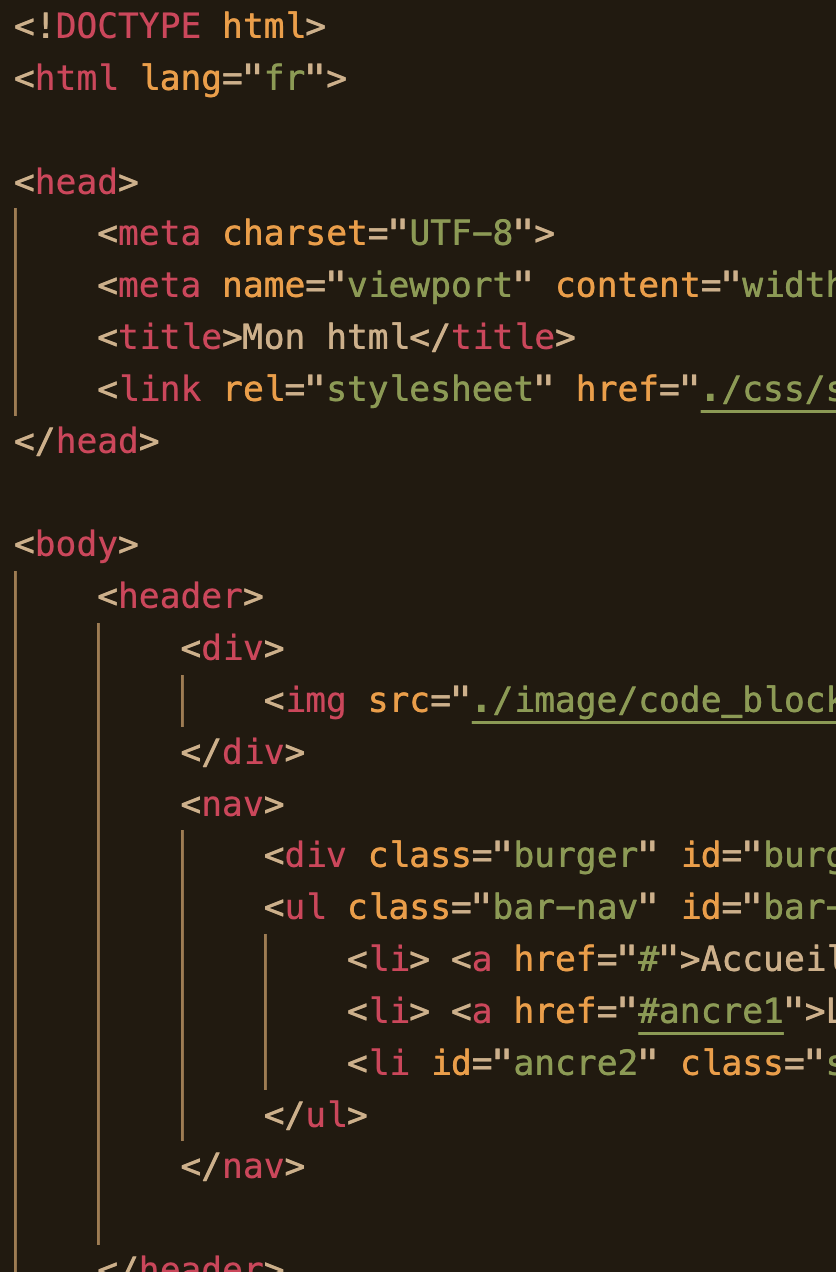 <!DOCTYPE html>
<html lang="fr">
<head>
<meta charset="UTF-8">
<meta name="viewport" content="width
<title>Mon html</title>
<link rel="stylesheet" href="./css/s
</head>
<body>
<header>
<div>
<img src="./image/code_block
</div>
<nav>
<div class="burger" id="burg
<ul class="bar-nav" id="bar-
<li> <a href="#">Accueil
<li> <a href="#ancre1">L
<li id="ancre2" class="s
</ul>
</nav>
</header>